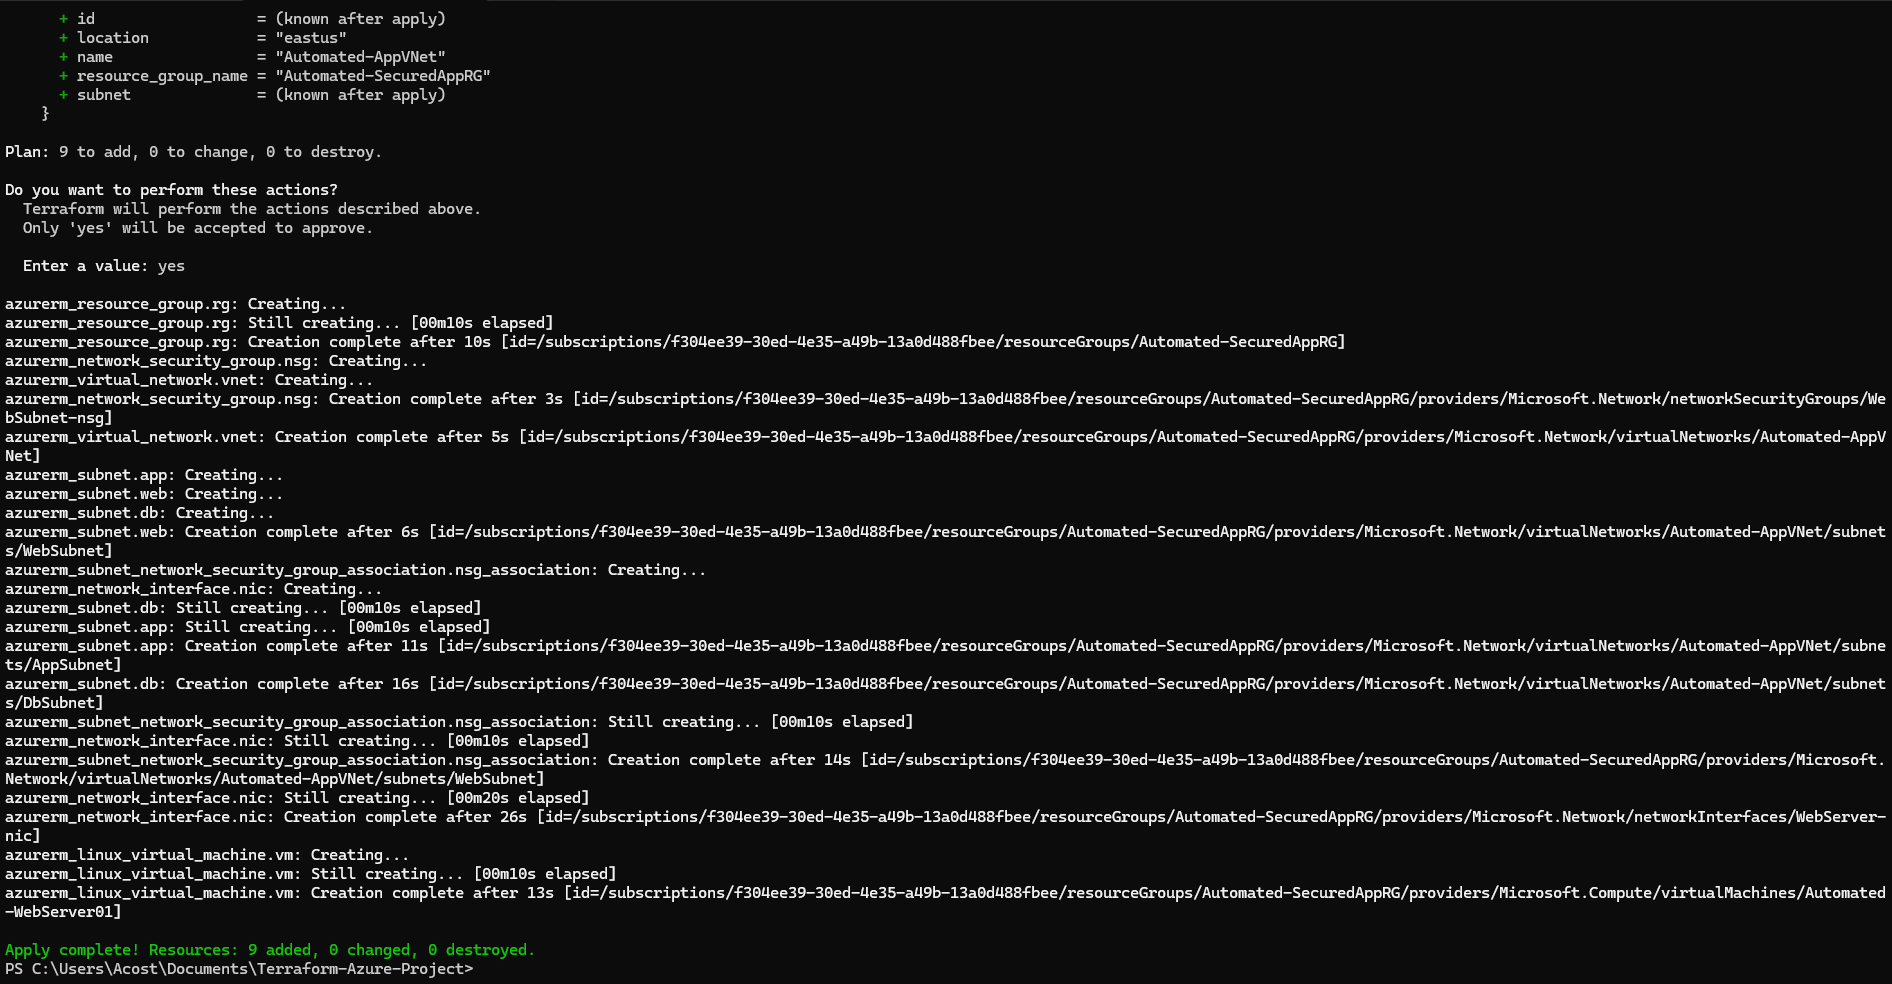 + id                  = (known after apply)
+ location            = "eastus"
+ name                = "Automated-AppVNet"
+ resource_group_name = "Automated-SecuredAppRG"
+ subnet              = (known after apply)
}
Plan: 9 to add, 0 to change, 0 to destroy.
Do you want to perform these actions?
Terraform will perform the actions described above.
Only 'yes' will be accepted to approve.
Enter a value: yes
azurerm_resource_group.rg: Creating...
azurerm_resource_group.rg: Still creating... [00m10s elapsed]
azurerm_resource_group.rg: Creation complete after 10s [id=/subscriptions/f304ee39-30ed-4e35-a49b-13a0d488fbee/resourceGroups/Automated-SecuredAppRG]
azurerm_network_security_group.nsg: Creating...
azurerm_virtual_network.vnet: Creating...
azurerm_network_security_group.nsg: Creation complete after 3s [id=/subscriptions/f304ee39-30ed-4e35-a49b-13a0d488fbee/resourceGroups/Automated-SecuredAppRG/providers/Microsoft.Network/networkSecurityGroups/We
bSubnet-nsg]
azurerm_virtual_network.vnet: Creation complete after 5s [id=/subscriptions/f304ee39-30ed-4e35-a49b-13a0d488fbee/resourceGroups/Automated-SecuredAppRG/providers/Microsoft.Network/virtualNetworks/Automated-AppV
Net]
azurerm_subnet.app: Creating...
azurerm_subnet.web: Creating...
azurerm_subnet.db: Creating...
azurerm_subnet.web: Creation complete after 6s [id=/subscriptions/f304ee39-30ed-4e35-a49b-13a0d488fbee/resourceGroups/Automated-SecuredAppRG/providers/Microsoft.Network/virtualNetworks/Automated-AppVNet/subnet
s/WebSubnet]
azurerm_subnet_network_security_group_association.nsg_association: Creating...
azurerm_network_interface.nic: Creating...
azurerm_subnet.db: Still creating... [00m10s elapsed]
azurerm_subnet.app: Still creating... [00m10s elapsed]
azurerm_subnet.app: Creation complete after 11s [id=/subscriptions/f304ee39-30ed-4e35-a49b-13a0d488fbee/resourceGroups/Automated-SecuredAppRG/providers/Microsoft.Network/virtualNetworks/Automated-AppVNet/subne
ts/AppSubnet]
azurerm_subnet.db: Creation complete after 16s [id=/subscriptions/f304ee39-30ed-4e35-a49b-13a0d488fbee/resourceGroups/Automated-SecuredAppRG/providers/Microsoft.Network/virtualNetworks/Automated-AppVNet/subnet
s/DbSubnet]
azurerm_subnet_network_security_group_association.nsg_association: Still creating... [00m10s elapsed]
azurerm_network_interface.nic: Still creating... [00m10s elapsed]
azurerm_subnet_network_security_group_association.nsg_association: Creation complete after 14s [id=/subscriptions/f304ee39-30ed-4e35-a49b-13a0d488fbee/resourceGroups/Automated-SecuredAppRG/providers/Microsoft.
Network/virtualNetworks/Automated-AppVNet/subnets/WebSubnet]
azurerm_network_interface.nic: Still creating... [00m20s elapsed]
azurerm_network_interface.nic: Creation complete after 26s [id=/subscriptions/f304ee39-30ed-4e35-a49b-13a0d488fbee/resourceGroups/Automated-SecuredAppRG/providers/Microsoft.Network/networkInterfaces/WebServer-
nic]
azurerm_linux_virtual_machine.vm: Creating...
azurerm_linux_virtual_machine.vm: Still creating... [00m10s elapsed]
azurerm_linux_virtual_machine.vm: Creation complete after 13s [id=/subscriptions/f304ee39-30ed-4e35-a49b-13a0d488fbee/resourceGroups/Automated-SecuredAppRG/providers/Microsoft.Compute/virtualMachines/Automated
-WebServer01]
Apply complete! Resources: 9 added, 0 changed, 0 destroyed.
PS C:\Users\Acost\Documents\Terraform-Azure-Project>